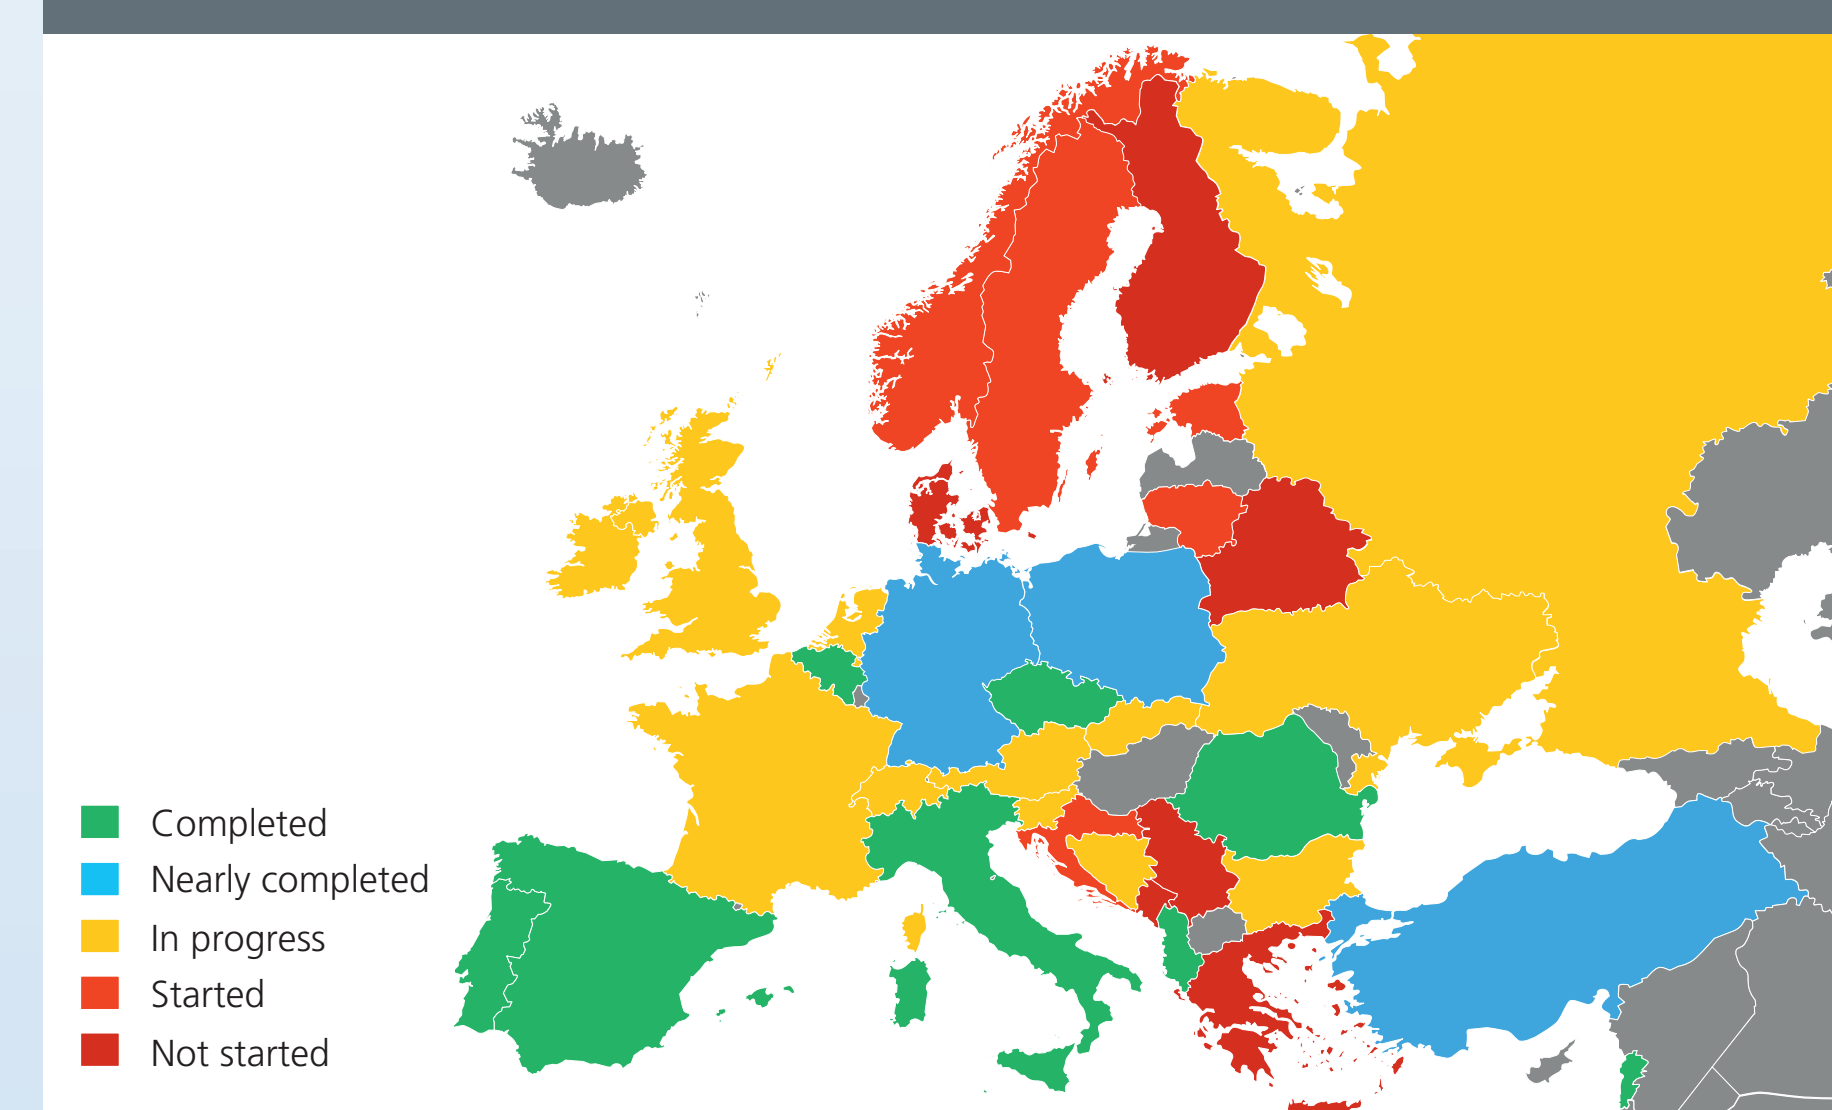 Completed
Nearly completed
In progress
Started
Not started